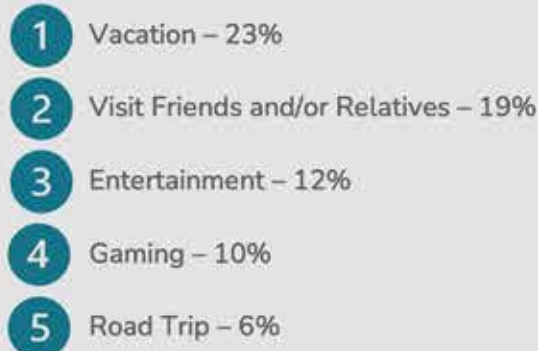 1 Vacation – 23%
2 Visit Friends and/or Relatives – 19%
3 Entertainment – 12%
4 Gaming – 10%
5 Road Trip – 6%